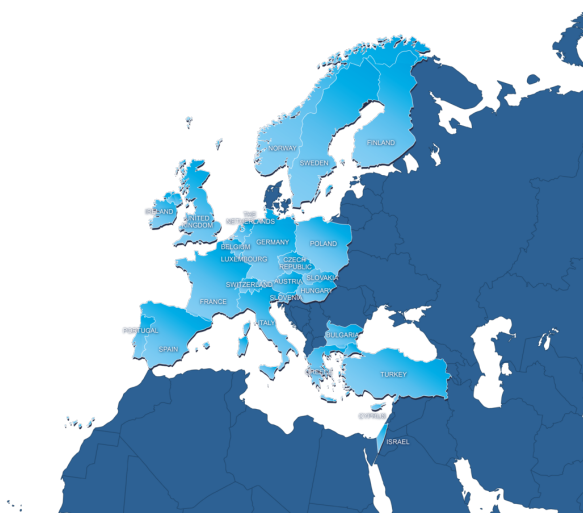 FINLAND
NORWAY
SWEDEN
IRELAND
UNITED
KINGDOM
THE
NETHERLANDS
GERMANY
POLAND
BELGIUM
LUXEMBOURG
CZECH
REPUBLIC
SLOVAKIA
SWITZERLAND
AUSTRIA
HUNGARY
SLOVENIA
FRANCE
ITALY
PORTUGAL
BULGARIA
SPAIN
GREECE
TURKEY
CYPRUS
ISRAEL